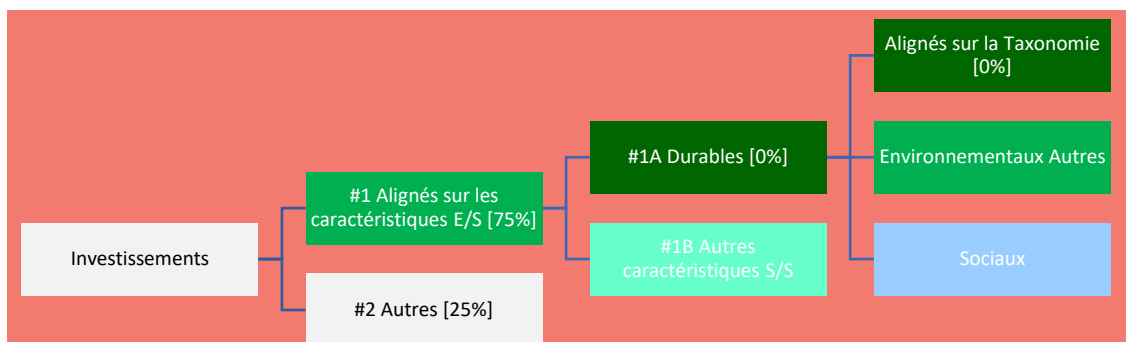 Alignés sur la Taxonomie
[0%]
#1A Durables [0%]
Environnementaux Autres
#1 Alignés sur les
caractéristiques E/S [75%]
Investissements
#1B Autres
caractéristiques S/S
Sociaux
#2 Autres [25%]